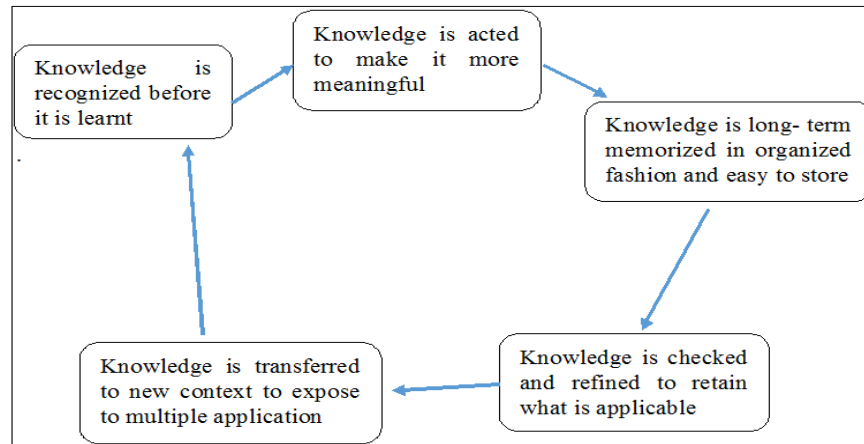 Knowledge is
recognized before
it is learnt
Knowledge is acted
to make it more
meaningful
Knowledge is long- term
memorized in organized
fashion and easy to store
Knowledge is checked
and refined to retain
what is applicable
Knowledge is transferred
to new context to expose
to multiple application
.